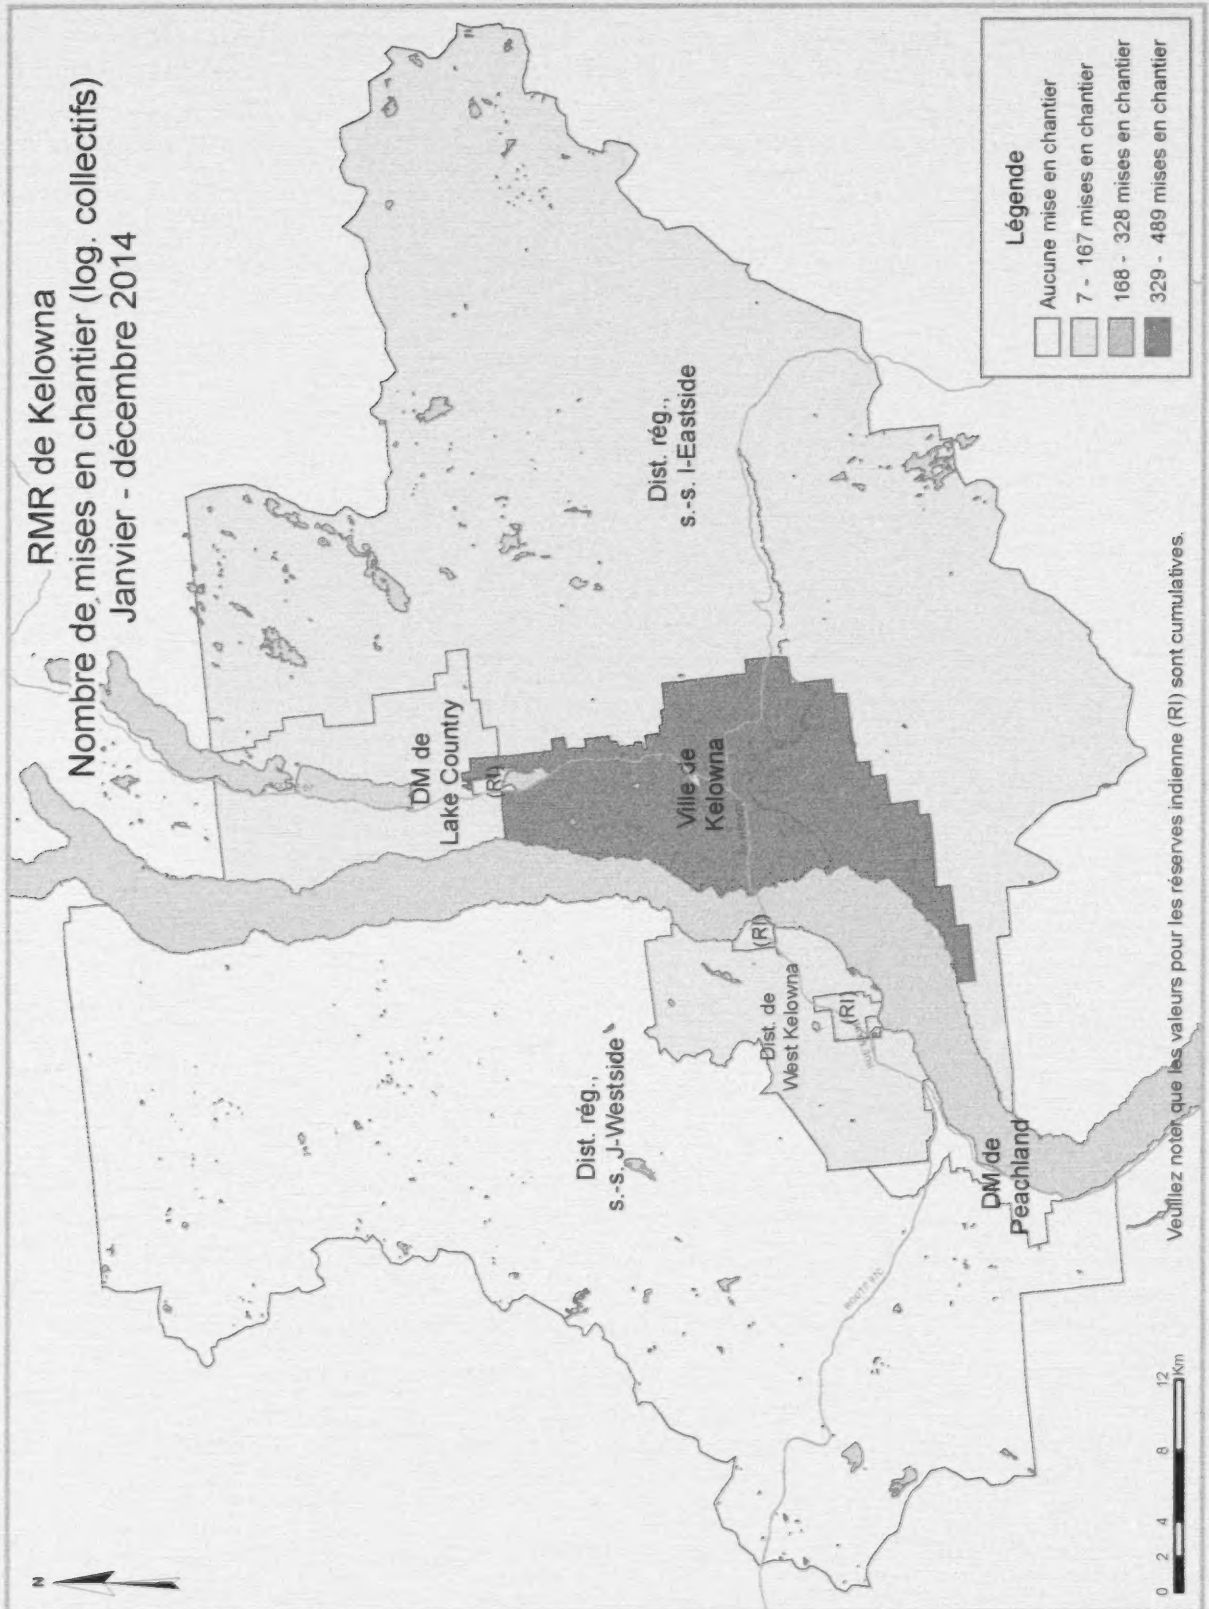 RMR de Kelowna
Nombre de mises en chantier (log. collectifs)
Janvier - décembre 2014
N
DM de
Lake Country
(RI)
Dist. rég.,
s.-s. J-Westside
Dist. rég.,
s.-s. I-Eastside
Ville de
Kelowna
(RI)
Dist. de
West Kelowna
(RI)
DM de
Peachland
Légende
Aucune mise en chantier
7 - 167 mises en chantier
168 - 328 mises en chantier
329 - 489 mises en chantier
0 2 4 8 12
Km
Veuillez noter que les valeurs pour les réserves indienne (RI) sont cumulatives.